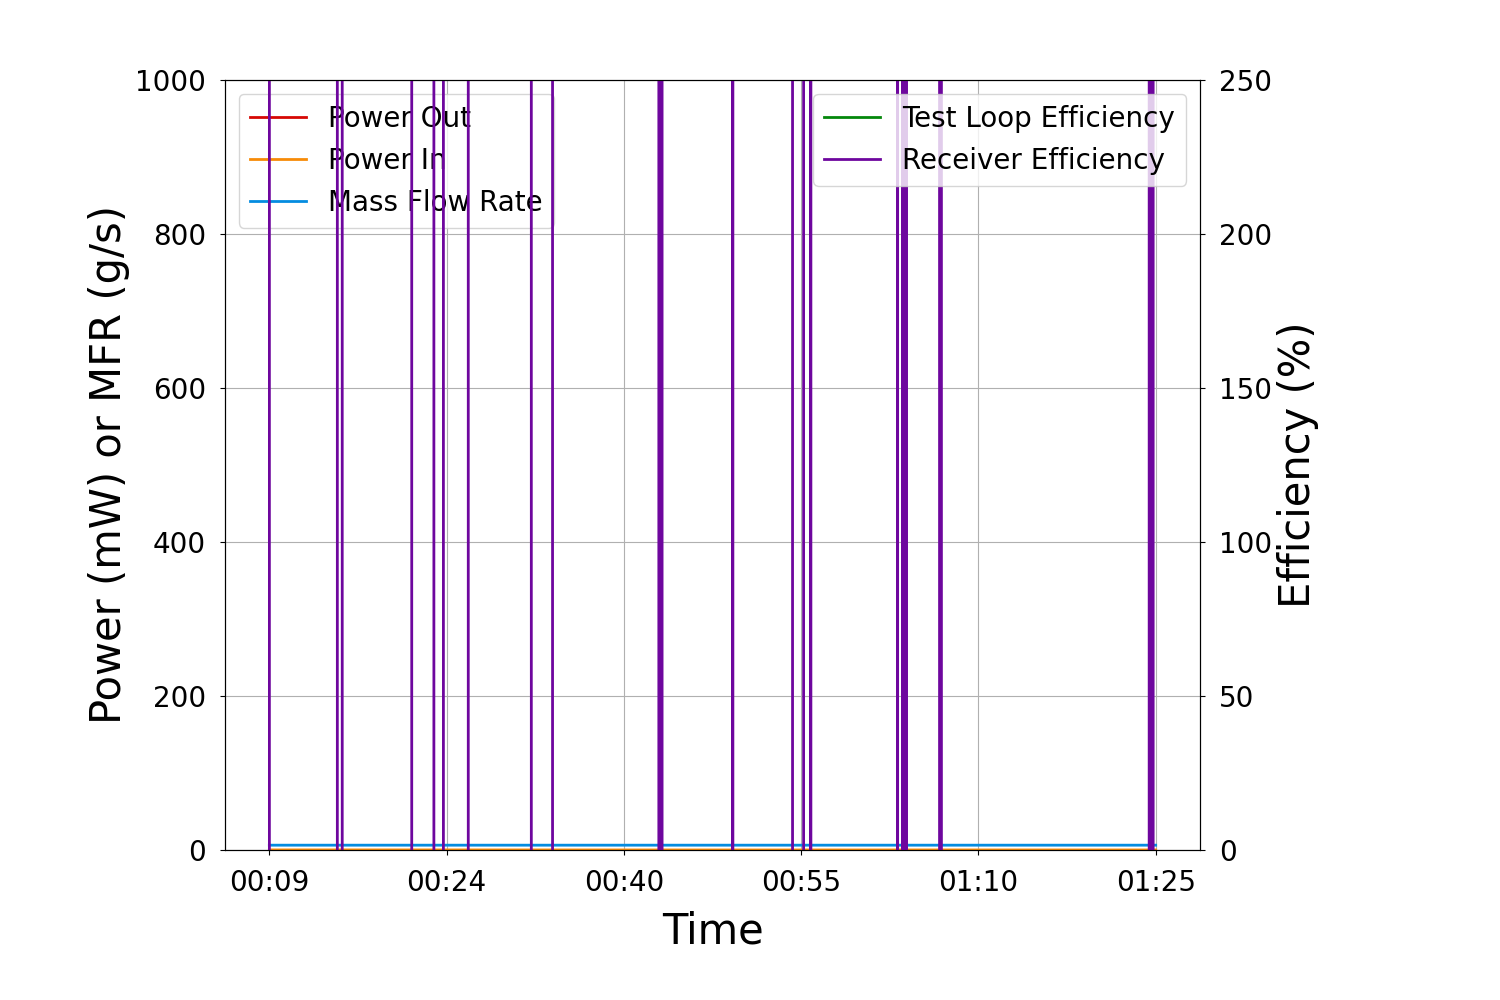 1000
800
600
400
200
0
Power (mW) or MFR (g/s)
Power Out
Power In
Mass Flow Rate
Test Loop Efficiency
Receiver Efficiency
250
200
150
100
50
0
Efficiency (%)
00:09 00:24 00:40 00:55 01:10 01:25
Time